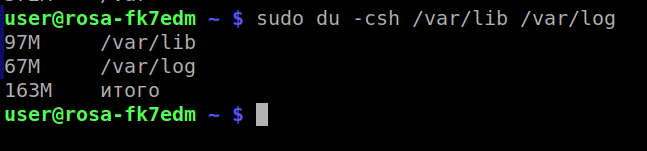 user@rosa-fk7edm ~ $ sudo du -csh /var/lib /var/log
97M /var/lib
67M /var/log
163M итого
user@rosa-fk7edm ~ $